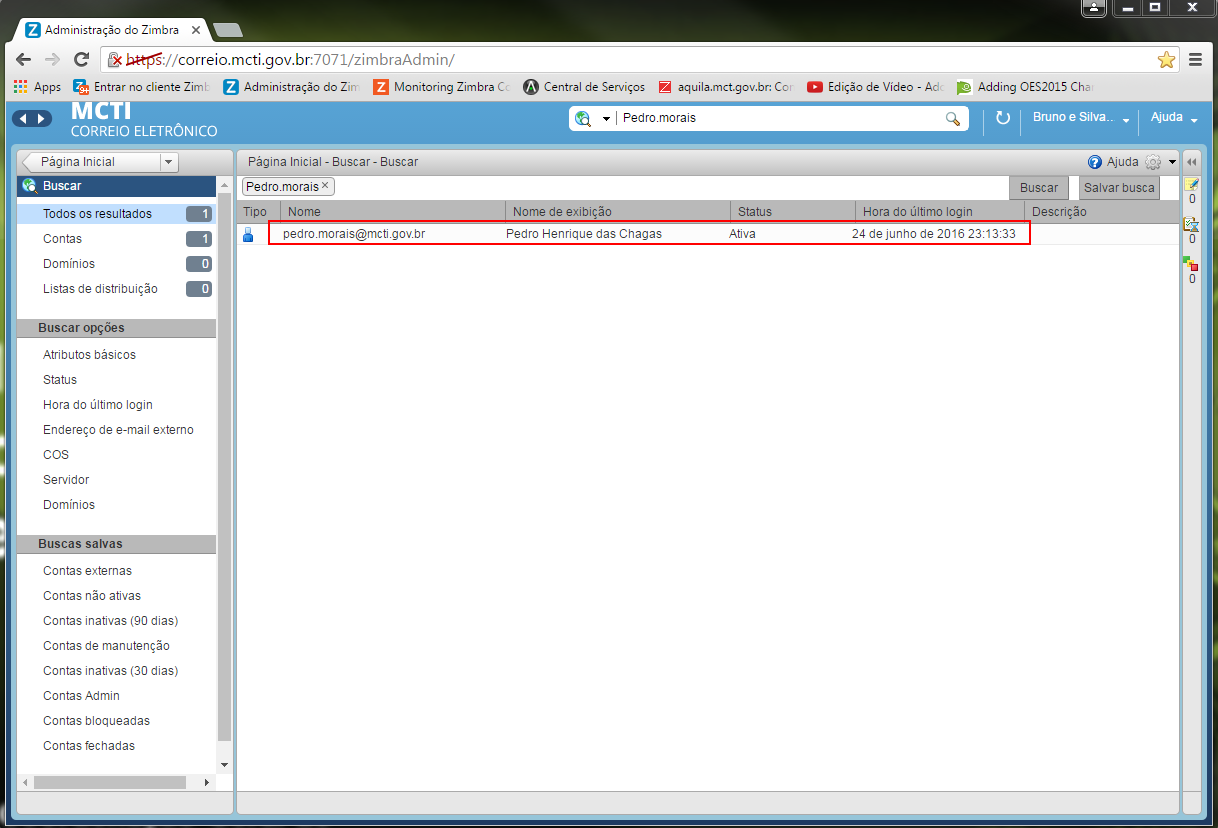 Administração do Zimbra
https://correio.mcti.gov.br:7071/zimbraAdmin/
Apps Entrar no cliente Zimb Administração do Zim Monitoring Zimbra Co Central de Serviços aquila.mct.gov.br: Cor Edição de Vídeo - Ado Adding OES2015 Cha
MCTI
CORREIO ELETRÔNICO
Pedro.morais
Bruno e Silva..
Ajuda
Página Inicial
Página Inicial - Buscar - Buscar
Ajuda
Buscar
Pedro.morais
Buscar
Salvar busca
Todos os resultados 1
Contas 1
Domínios 0
Listas de distribuição 0
Tipo Nome Nome de exibição Status Hora do último login Descrição
pedro.morais@mcti.gov.br Pedro Henrique das Chagas Ativa 24 de junho de 2016 23:13:33
Buscar opções
Atributos básicos
Status
Hora do último login
Endereço de e-mail externo
COS
Servidor
Domínios
Buscas salvas
Contas externas
Contas não ativas
Contas inativas (90 dias)
Contas de manutenção
Contas inativas (30 dias)
Contas Admin
Contas bloqueadas
Contas fechadas
0
0
0